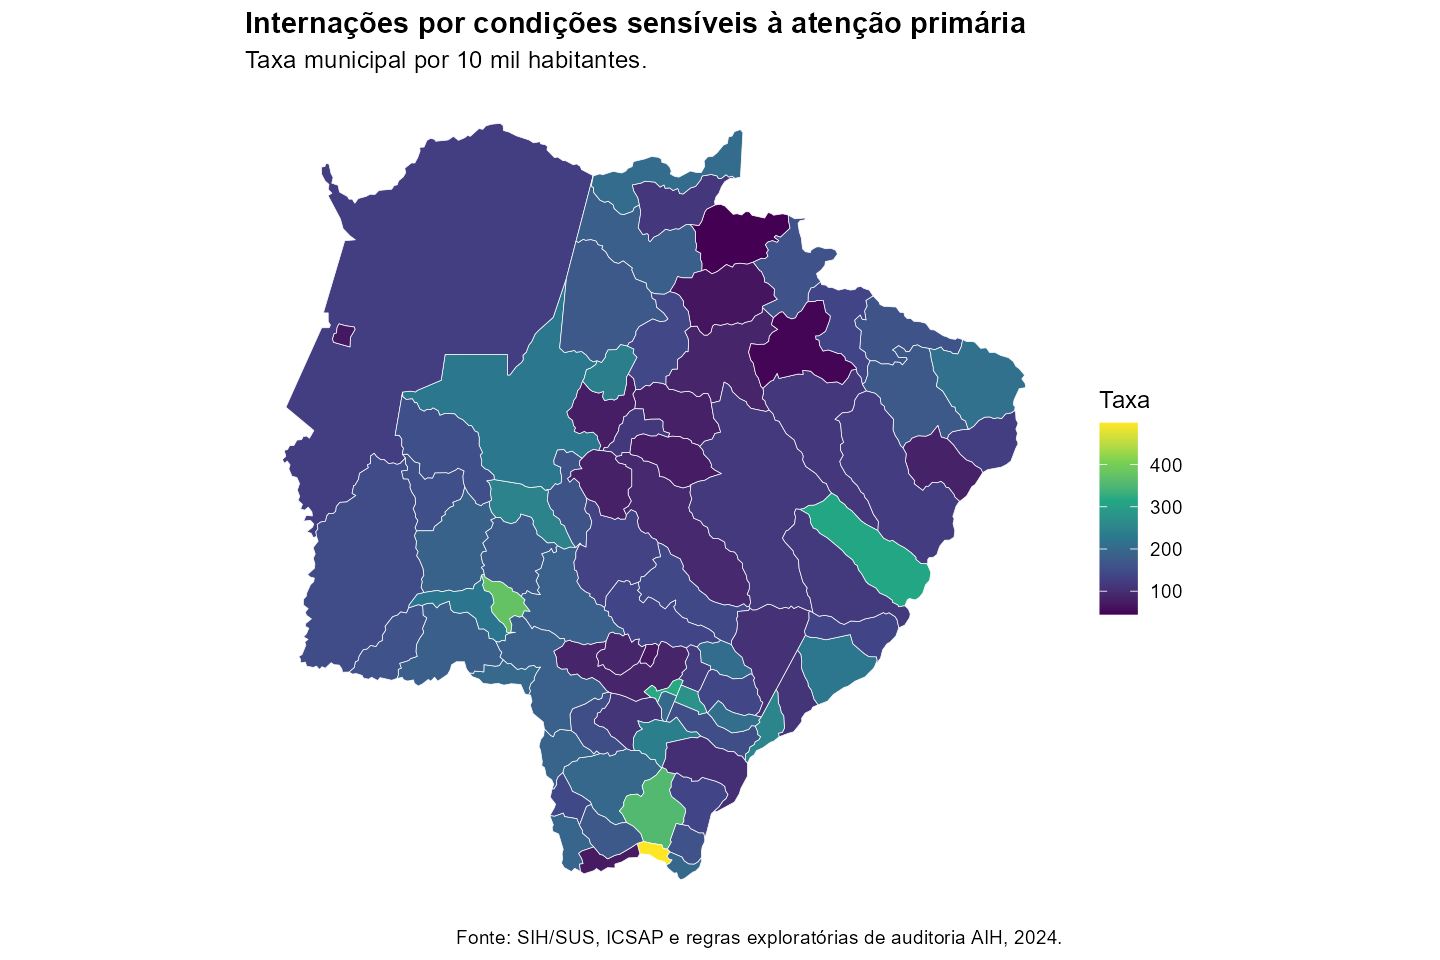 Internações por condições sensíveis à atenção primária
Taxa municipal por 10 mil habitantes.
Taxa
400
300
200
100
Fonte: SIH/SUS, ICSAP e regras exploratórias de auditoria AIH, 2024.